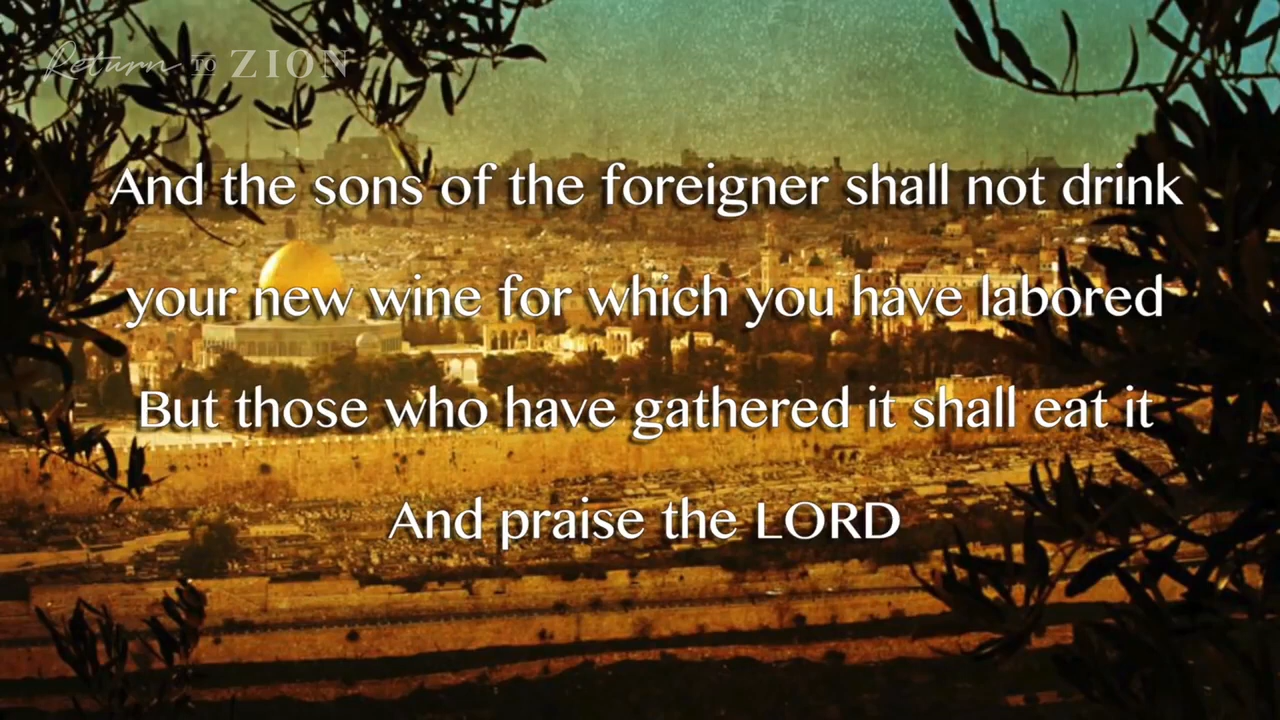 Return TO ZION
And the sons of the foreigner shall not drink
your new wine for which you have labored
But those who have gathered it shall eat it
And praise the LORD